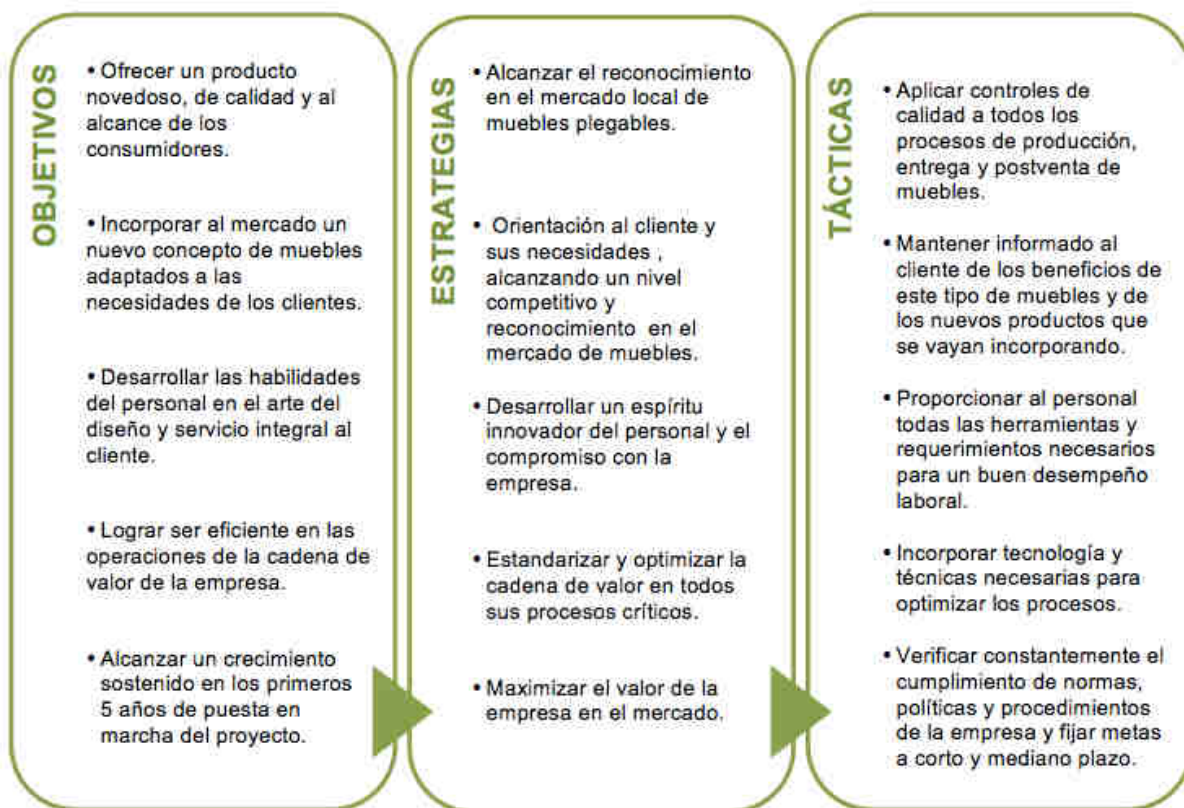 OBJETIVOS
• Ofrecer un producto
novedoso, de calidad y al
alcance de los
consumidores.
• Incorporar al mercado un
nuevo concepto de muebles
adaptados a las
necesidades de los clientes.
• Desarrollar las habilidades
del personal en el arte del
diseño y servicio integral al
cliente.
• Lograr ser eficiente en las
operaciones de la cadena de
valor de la empresa.
• Alcanzar un crecimiento
sostenido en los primeros
5 años de puesta en
marcha del proyecto.
ESTRATEGIAS
• Alcanzar el reconocimiento
en el mercado local de
muebles plegables.
• Orientación al cliente y
sus necesidades ,
alcanzando un nivel
competitivo y
reconocimiento en el
mercado de muebles.
• Desarrollar un espíritu
innovador del personal y el
compromiso con la
empresa.
• Estandarizar y optimizar la
cadena de valor en todos
sus procesos críticos.
• Maximizar el valor de la
empresa en el mercado.
TÁCTICAS
• Aplicar controles de
calidad a todos los
procesos de producción,
entrega y postventa de
muebles.
• Mantener informado al
cliente de los beneficios de
este tipo de muebles y de
los nuevos productos que
se vayan incorporando.
• Proporcionar al personal
todas las herramientas y
requerimientos necesarios
para un buen desempeño
laboral.
• Incorporar tecnología y
técnicas necesarias para
optimizar los procesos.
• Verificar constantemente el
cumplimiento de normas,
políticas y procedimientos
de la empresa y fijar metas
a corto y mediano plazo.